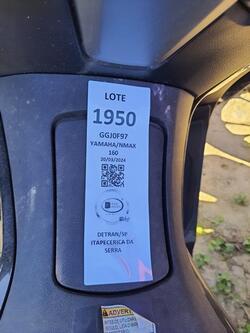 LOTE
1950
GGJ0F97
YAMAHA/NMAX
160
20/03/2024
DETRAN/SP
ITAPECERICA DA
SERRA
ADVERT